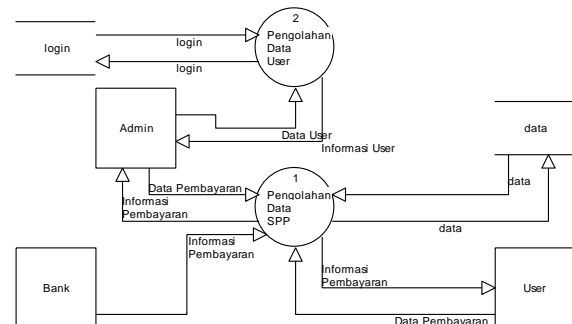 2
Pengolahan
Data
User
login
login
login
Admin
Data User
Informasi User
data
1
Pengolahan
Data
SPP
Data Pembayaran
Informasi
Pembayaran
data
data
Informasi
Pembayaran
Informasi
Pembayaran
Bank
User
Data Pembayaran